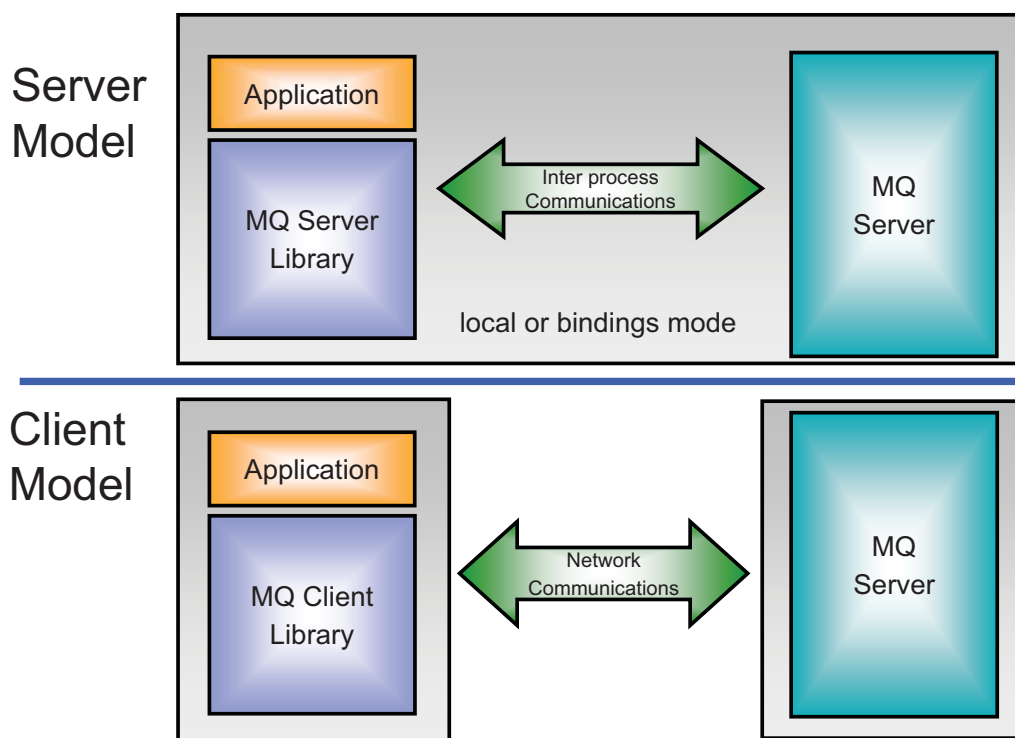 Server
Model
Application
MQ Server
Library
Inter process
Communications
MQ
Server
local or bindings mode
Client
Model
Application
MQ Client
Library
Network
Communications
MQ
Server